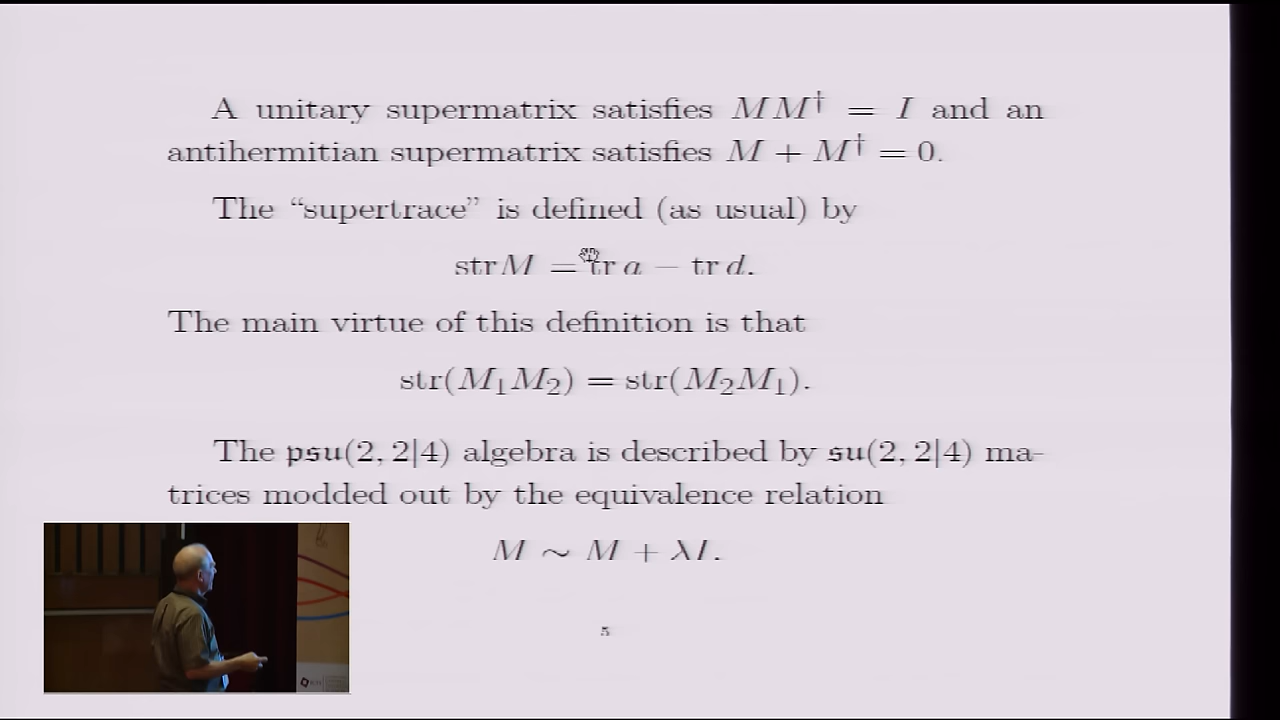 A unitary supermatrix satisfies MM† = I and an
antihermitian supermatrix satisfies M + M† = 0.
The “supertrace” is defined (as usual) by
strM = tr a − tr d.
The main virtue of this definition is that
str(M₁M₂) = str(M₂M₁).
The 𝔭𝔰𝔲(2, 2|4) algebra is described by 𝔰𝔲(2, 2|4) ma-
trices modded out by the equivalence relation
M ∼ M + λI.
5